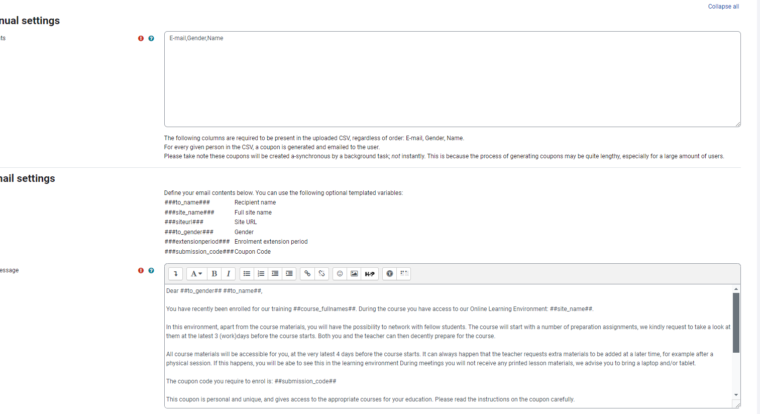 Collapse all
nual settings
ts
E-mail,Gender,Name
The following columns are required to be present in the uploaded CSV, regardless of order: E-mail, Gender, Name.
For every given person in the CSV, a coupon is generated and emailed to the user.
Please take note these coupons will be created a-synchronous by a background task; not instantly. This is because the process of generating coupons may be quite lengthy, especially for a large amount of users.
nail settings
Define your email contents below. You can use the following optional templated variables:
###to_name### Recipient name
###site_name### Full site name
###siteurl### Site URL
###to_gender### Gender
###extensionperiod### Enrolment extension period
###submission_code### Coupon Code
essage
A B I
H-P
Dear ##to_gender## ##to_name##,
You have recently been enrolled for our training ##course_fullnames##. During the course you have access to our Online Learning Environment: ##site_name##.
In this environment, apart from the course materials, you will have the possibility to network with fellow students. The course will start with a number of preparation assignments, we kindly request to take a look at
them at the latest 3 (work)days before the course starts. Both you and the teacher can then decently prepare for the course.
All course materials will be accessible for you, at the very latest 4 days before the course starts. It can always happen that the teacher requests extra materials to be added at a later time, for example after a
physical session. If this happens, you will be abe to see this in the learning environment During meetings you will not receive any printed lesson materials, we advise you to bring a laptop and/or tablet.
The coupon code you require to enrol is: ##submission_code##
This coupon is personal and unique, and gives access to the appropriate courses for your education. Please read the instructions on the coupon carefully.